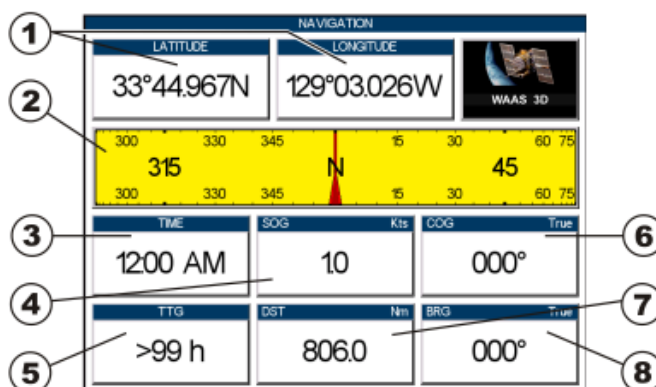 NAVIGATION
1
LATITUDE
LONGITUDE
33°44.967N
129°03.026W
WAAS 3D
2
300 330 345 15 30 60 75
315 N 45
300 330 345 15 30 60 75
3
TIME
SOG Kts
COG True
6
12:00 AM
1.0
000°
4
7
TTG
DST Nm
BRG True
5
>99 h
806.0
000°
8